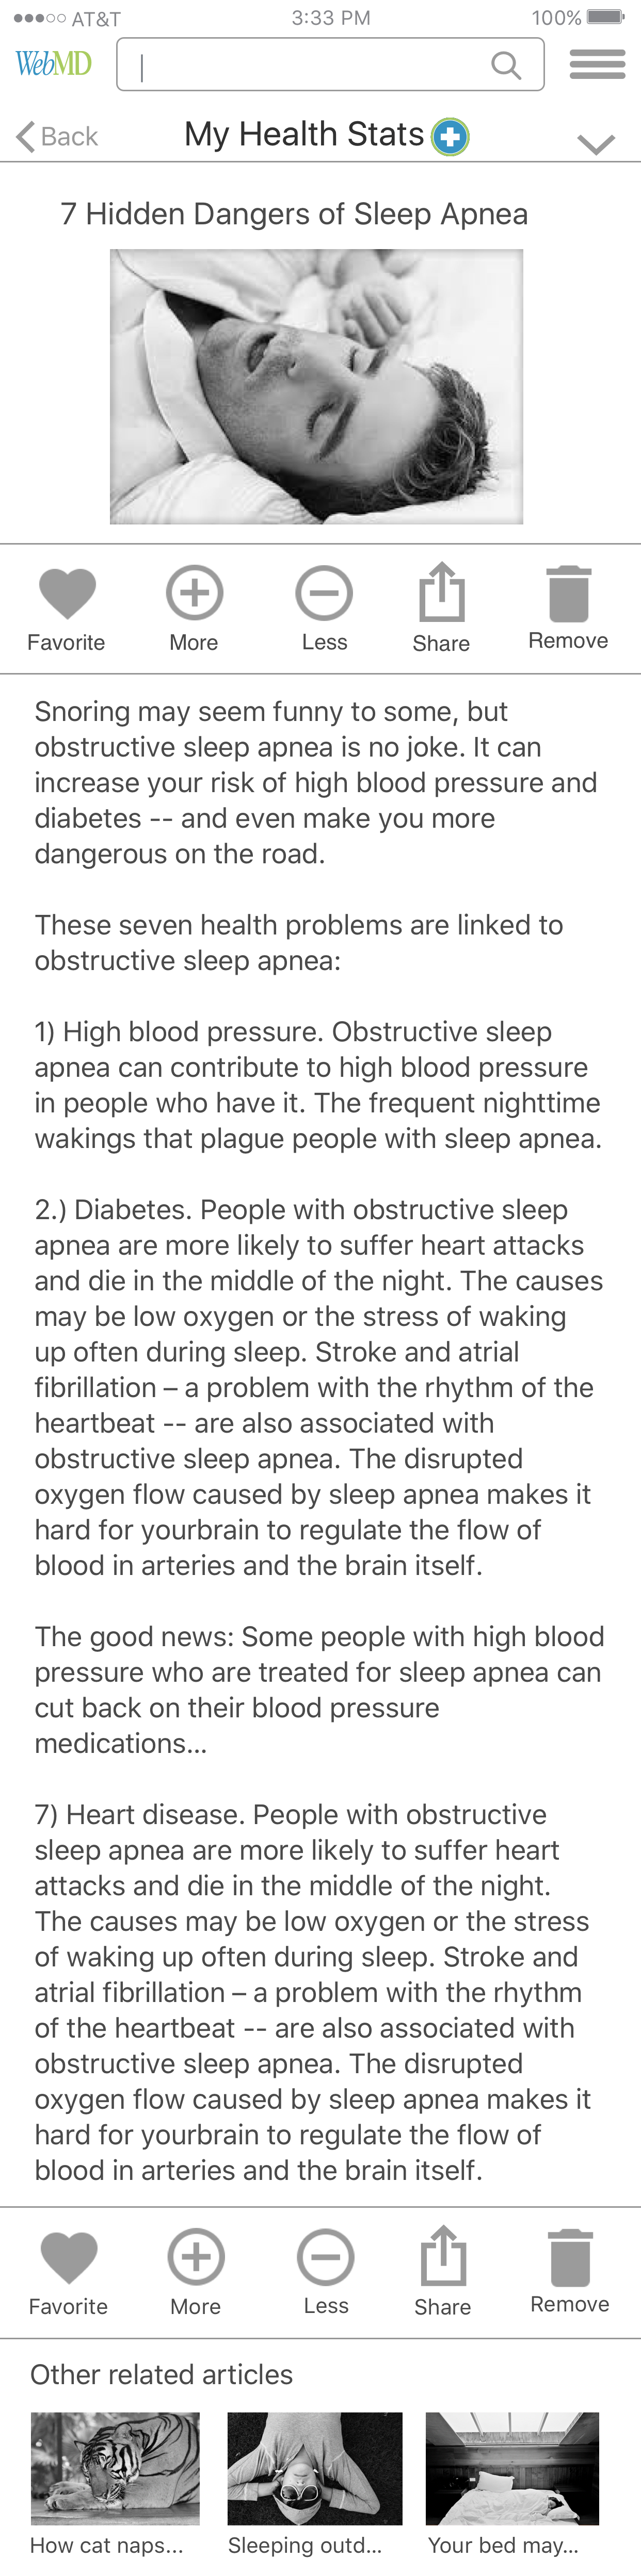 AT&T 3:33 PM 100%
WebMD
Back My Health Stats
7 Hidden Dangers of Sleep Apnea
Favorite More Less Share Remove
Snoring may seem funny to some, but
obstructive sleep apnea is no joke. It can
increase your risk of high blood pressure and
diabetes -- and even make you more
dangerous on the road.
These seven health problems are linked to
obstructive sleep apnea:
1) High blood pressure. Obstructive sleep
apnea can contribute to high blood pressure
in people who have it. The frequent nighttime
wakings that plague people with sleep apnea.
2.) Diabetes. People with obstructive sleep
apnea are more likely to suffer heart attacks
and die in the middle of the night. The causes
may be low oxygen or the stress of waking
up often during sleep. Stroke and atrial
fibrillation – a problem with the rhythm of the
heartbeat -- are also associated with
obstructive sleep apnea. The disrupted
oxygen flow caused by sleep apnea makes it
hard for yourbrain to regulate the flow of
blood in arteries and the brain itself.
The good news: Some people with high blood
pressure who are treated for sleep apnea can
cut back on their blood pressure
medications...
7) Heart disease. People with obstructive
sleep apnea are more likely to suffer heart
attacks and die in the middle of the night.
The causes may be low oxygen or the stress
of waking up often during sleep. Stroke and
atrial fibrillation – a problem with the rhythm
of the heartbeat -- are also associated with
obstructive sleep apnea. The disrupted
oxygen flow caused by sleep apnea makes it
hard for yourbrain to regulate the flow of
blood in arteries and the brain itself.
Favorite More Less Share Remove
Other related articles
How cat naps... Sleeping outd... Your bed may...